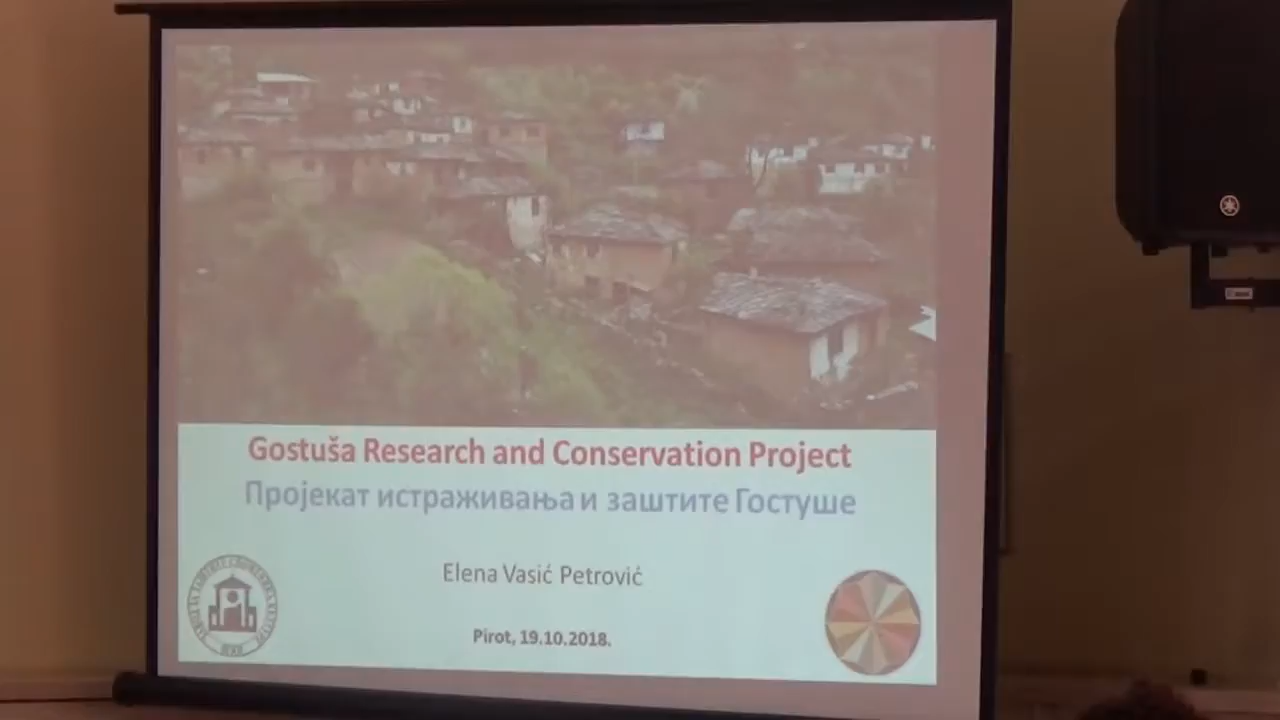 Gostuša Research and Conservation Project
Пројекат истраживања и заштите Гостуше
Elena Vasić Petrović
Pirot, 19.10.2018.